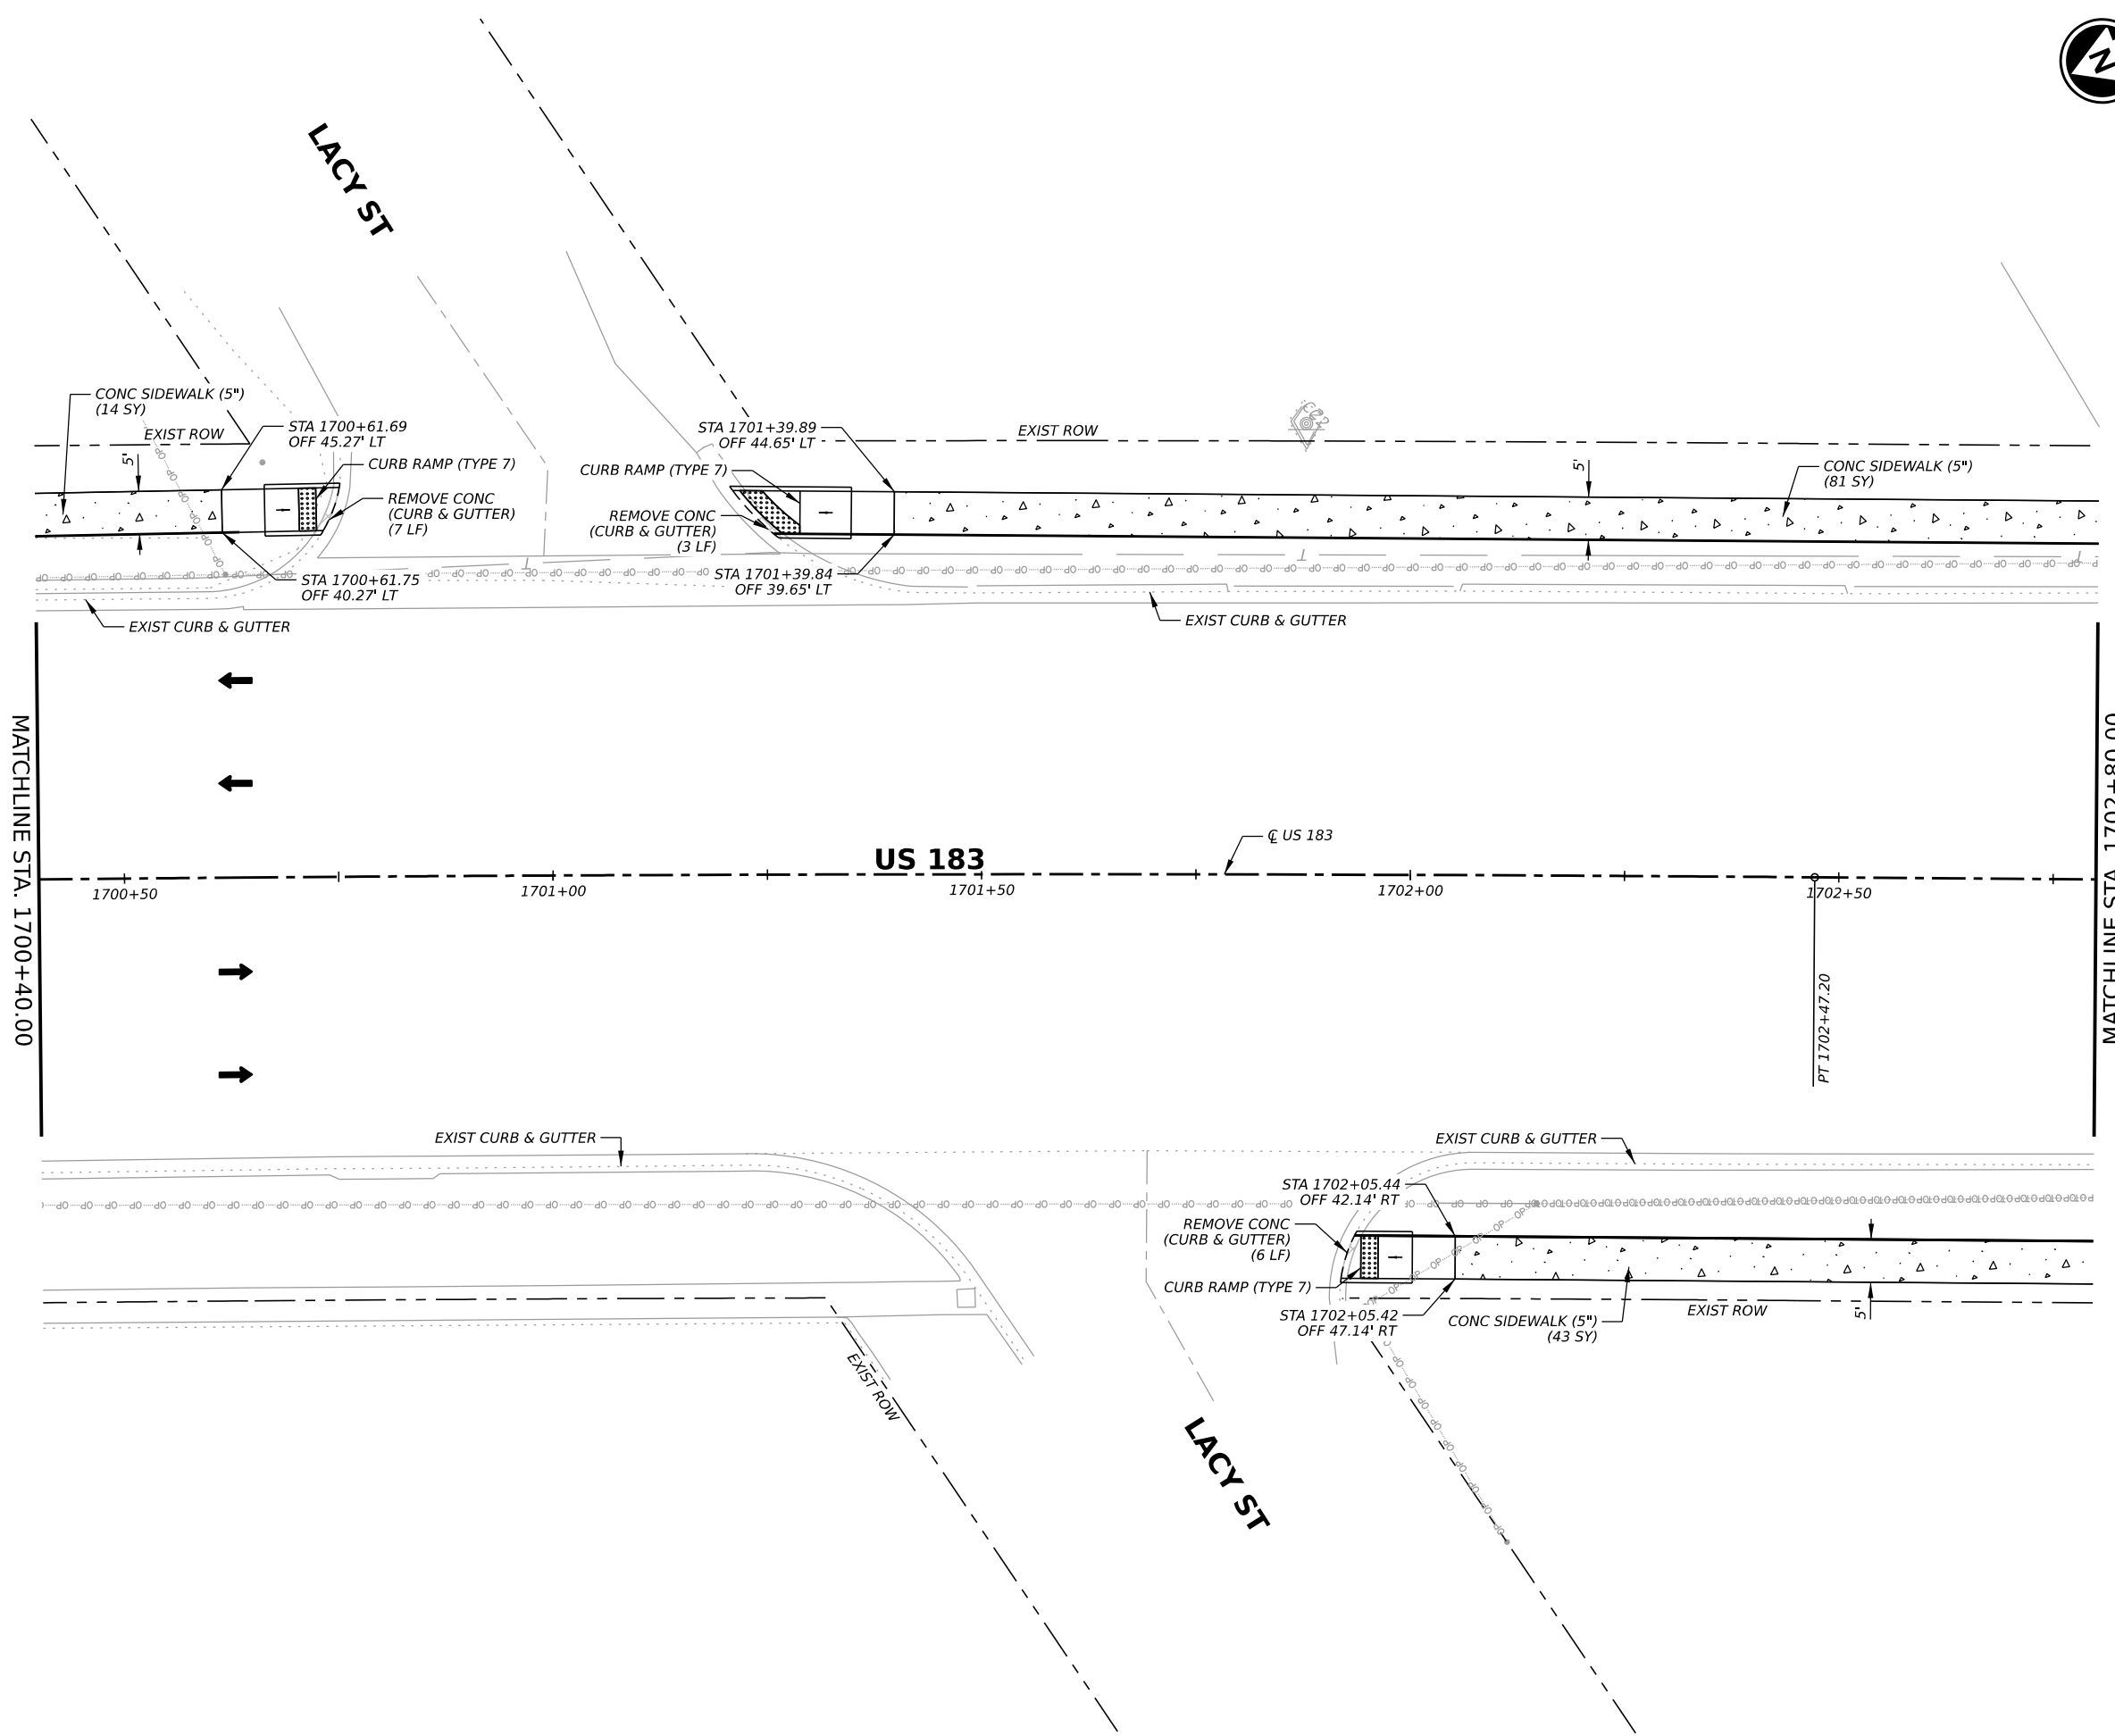 LACY ST
N
CONC SIDEWALK (5")
(14 SY)
EXIST ROW
5'
STA 1700+61.69
OFF 45.27' LT
CURB RAMP (TYPE 7)
REMOVE CONC
(CURB & GUTTER)
(7 LF)
STA 1700+61.75
OFF 40.27' LT
EXIST CURB & GUTTER
STA 1701+39.89
OFF 44.65' LT
CURB RAMP (TYPE 7)
REMOVE CONC
(CURB & GUTTER)
(3 LF)
STA 1701+39.84
OFF 39.65' LT
EXIST ROW
5'
CONC SIDEWALK (5")
(81 SY)
EXIST CURB & GUTTER
MATCHLINE STA. 1700+40.00
US 183
℄ US 183
1700+50
1701+00
1701+50
1702+00
1702+50
PT 1702+47.20
MATCHLINE STA. 1702+80.00
EXIST CURB & GUTTER
EXIST CURB & GUTTER
STA 1702+05.44
OFF 42.14' RT
REMOVE CONC
(CURB & GUTTER)
(6 LF)
CURB RAMP (TYPE 7)
STA 1702+05.42
OFF 47.14' RT
CONC SIDEWALK (5")
(43 SY)
EXIST ROW
5'
EXIST ROW
LACY ST